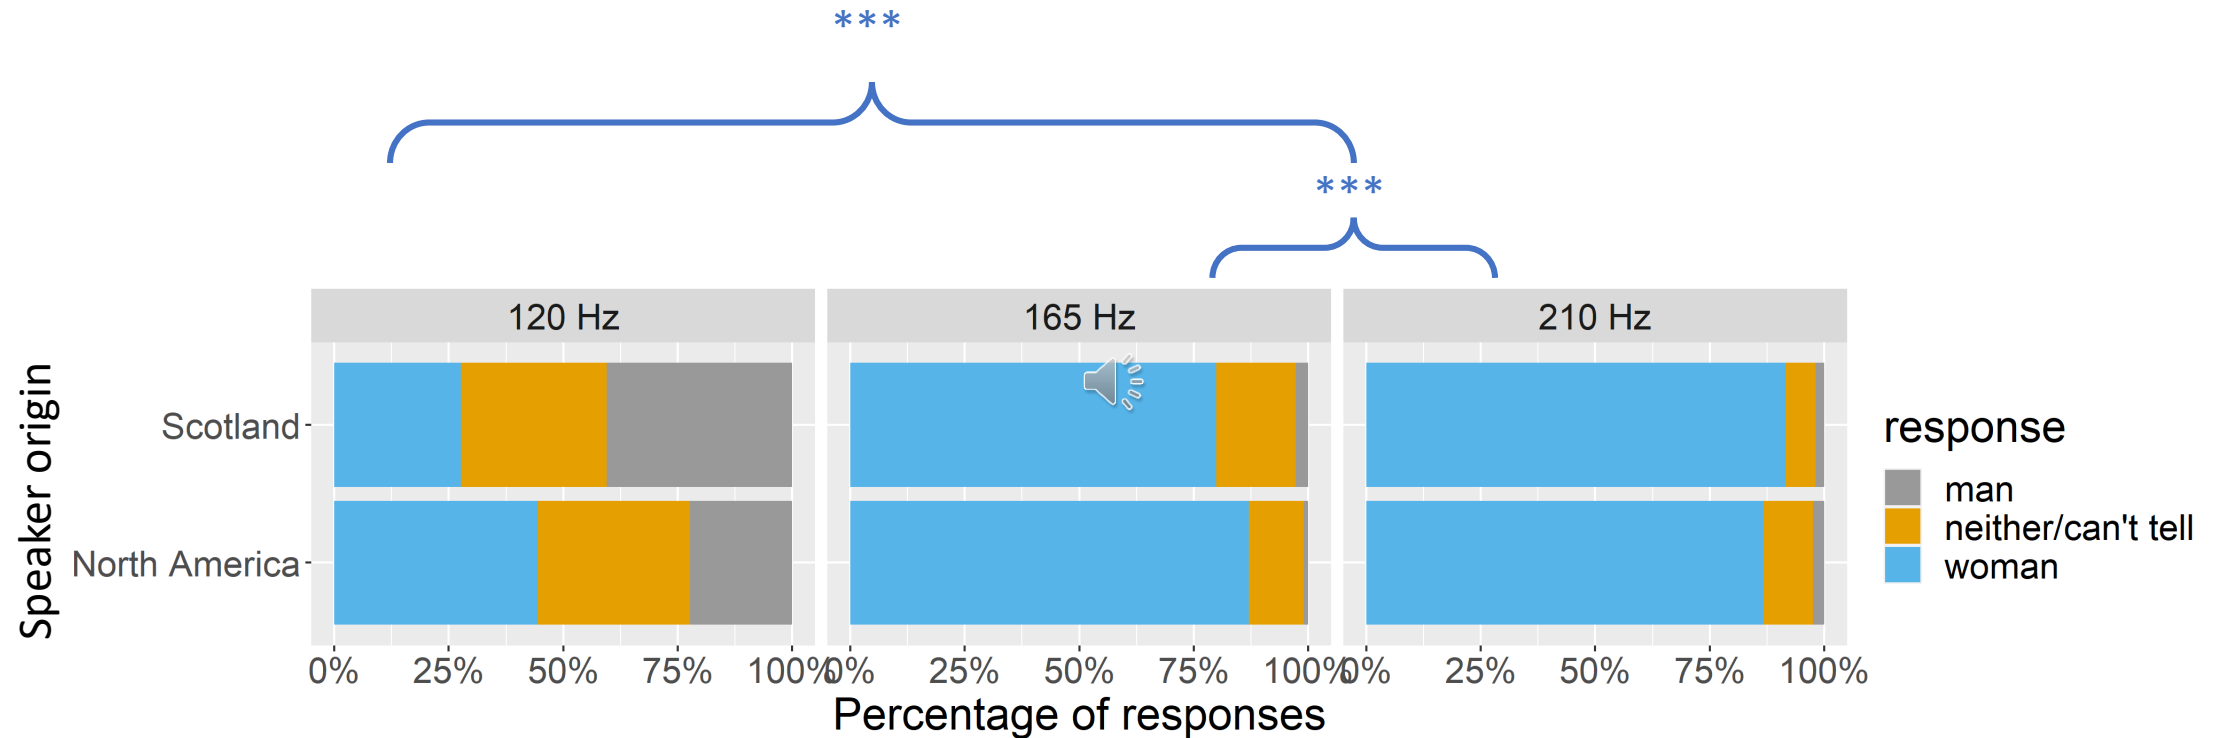 ***
***
120 Hz 165 Hz 210 Hz
Speaker origin
Scotland
North America
0% 25% 50% 75% 100% 0% 25% 50% 75% 100% 0% 25% 50% 75% 100%
Percentage of responses
response
man
neither/can't tell
woman